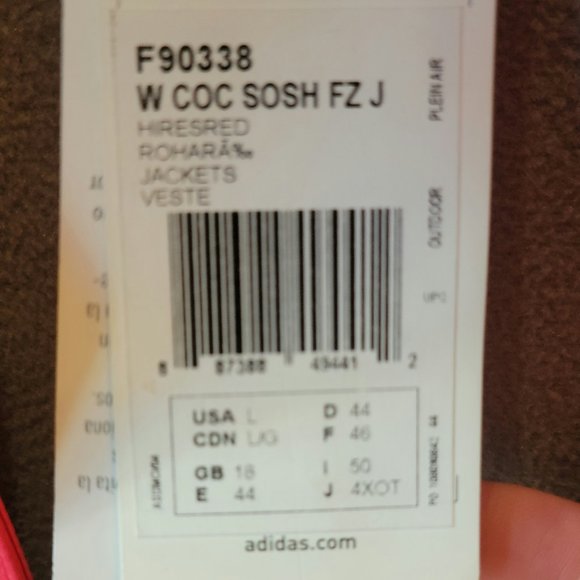 F90338
W COC SOSH FZ J
HIRESRED
ROHARÃ‰
JACKETS
VESTE
PLEIN AIR
OUTDOOR
UPC
8 87388 49441 2
USA L D 44
CDN L/G F 46
GB 18 I 50
E 44 J 4XOT
adidas.com